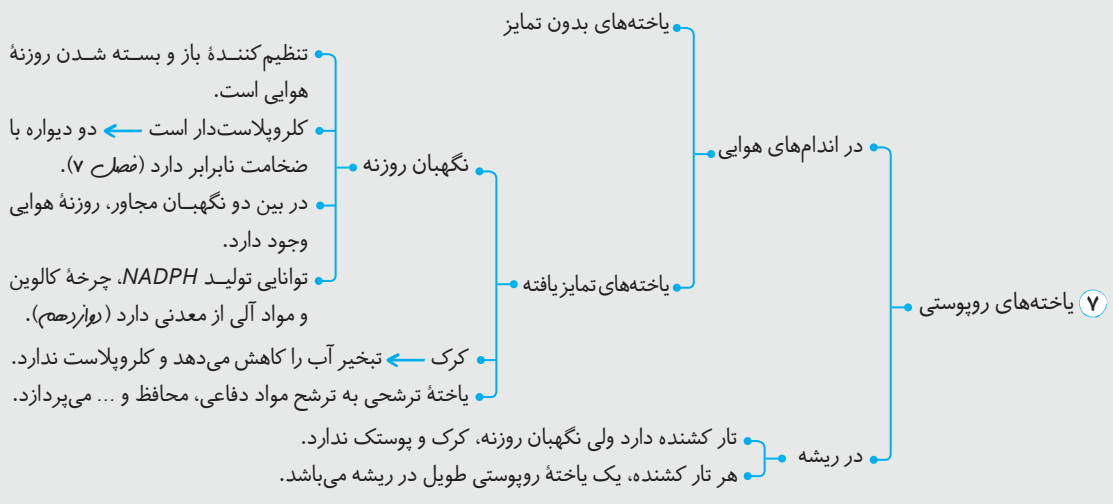 ۷ یاخته‌های روپوستی
در اندام‌های هوایی
یاخته‌های بدون تمایز
یاخته‌های تمایزیافته
نگهبان روزنه
تنظیم‌کننـدهٔ باز و بسـته شـدن روزنهٔ
هوایی است.
کلروپلاست‌دار است ← دو دیواره با
ضخامت نابرابر دارد (فصل ۷).
در بین دو نگهبـان مجاور، روزنهٔ هوایی
وجود دارد.
توانایی تولیـد NADPH، چرخهٔ کالوین
و مواد آلی از معدنی دارد (دوازدهم).
کرک ← تبخیر آب را کاهش می‌دهد و کلروپلاست ندارد.
یاختهٔ ترشحی به ترشح مواد دفاعی، محافظ و ... می‌پردازد.
در ریشه
تار کشنده دارد ولی نگهبان روزنه، کرک و پوستک ندارد.
هر تار کشنده، یک یاختهٔ روپوستی طویل در ریشه می‌باشد.